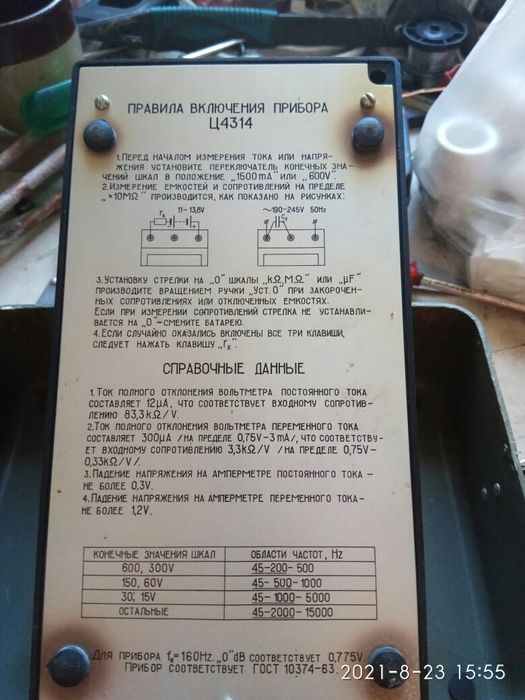 ПРАВИЛА ВКЛЮЧЕНИЯ ПРИБОРА
Ц4314
1. ПЕРЕД НАЧАЛОМ ИЗМЕРЕНИЯ ТОКА ИЛИ НАПРЯ-
ЖЕНИЯ УСТАНОВИТЕ ПЕРЕКЛЮЧАТЕЛЬ КОНЕЧНЫХ ЗНА-
ЧЕНИЙ ШКАЛ В ПОЛОЖЕНИЕ „1500mA" ИЛИ „600V".
2. ИЗМЕРЕНИЕ ЕМКОСТЕЙ И СОПРОТИВЛЕНИЙ НА ПРЕДЕЛЕ
„×10MΩ" ПРОИЗВОДИТСЯ, КАК ПОКАЗАНО НА РИСУНКАХ:
rx 11-13,8V ~190-245V 50Hz
Cx
3. УСТАНОВКУ СТРЕЛКИ НА „0" ШКАЛЫ „kΩ, MΩ" ИЛИ „μF"
ПРОИЗВОДИТЕ ВРАЩЕНИЕМ РУЧКИ „УСТ. 0" ПРИ ЗАКОРОЧЕН-
НЫХ СОПРОТИВЛЕНИЯХ ИЛИ ОТКЛЮЧЕННЫХ ЕМКОСТЯХ.
ЕСЛИ ПРИ ИЗМЕРЕНИИ СОПРОТИВЛЕНИЙ СТРЕЛКА НЕ УСТАНАВЛИ-
ВАЕТСЯ НА „0"-СМЕНИТЕ БАТАРЕЮ.
4. ЕСЛИ СЛУЧАЙНО ОКАЗАЛИСЬ ВКЛЮЧЕНЫ ВСЕ ТРИ КЛАВИШИ,
СЛЕДУЕТ НАЖАТЬ КЛАВИШУ „rx".
СПРАВОЧНЫЕ ДАННЫЕ
1. ТОК ПОЛНОГО ОТКЛОНЕНИЯ ВОЛЬТМЕТРА ПОСТОЯННОГО ТОКА
СОСТАВЛЯЕТ 12μA, ЧТО СООТВЕТСТВУЕТ ВХОДНОМУ СОПРОТИВ-
ЛЕНИЮ 83,3kΩ/V.
2. ТОК ПОЛНОГО ОТКЛОНЕНИЯ ВОЛЬТМЕТРА ПЕРЕМЕННОГО ТОКА
СОСТАВЛЯЕТ 300μA /НА ПРЕДЕЛЕ 0,75V-3mA/, ЧТО СООТВЕТСТВУ-
ЕТ ВХОДНОМУ СОПРОТИВЛЕНИЮ 3,3kΩ/V /НА ПРЕДЕЛЕ 0,75V-
0,33kΩ/V/.
3. ПАДЕНИЕ НАПРЯЖЕНИЯ НА АМПЕРМЕТРЕ ПОСТОЯННОГО ТОКА -
НЕ БОЛЕЕ 0,3V.
4. ПАДЕНИЕ НАПРЯЖЕНИЯ НА АМПЕРМЕТРЕ ПЕРЕМЕННОГО ТОКА-
НЕ БОЛЕЕ 1,2V.
КОНЕЧНЫЕ ЗНАЧЕНИЯ ШКАЛ ОБЛАСТИ ЧАСТОТ, Hz
600, 300V 45-200-500
150, 60V 45-500-1000
30; 15V 45-1000-5000
ОСТАЛЬНЫЕ 45-2000-15000
ДЛЯ ПРИБОРА fx=160Hz. „0"dB СООТВЕТСТВУЕТ 0,775V.
ПРИБОР СООТВЕТСТВУЕТ ГОСТ 10374-63.
2021-8-23 15:55